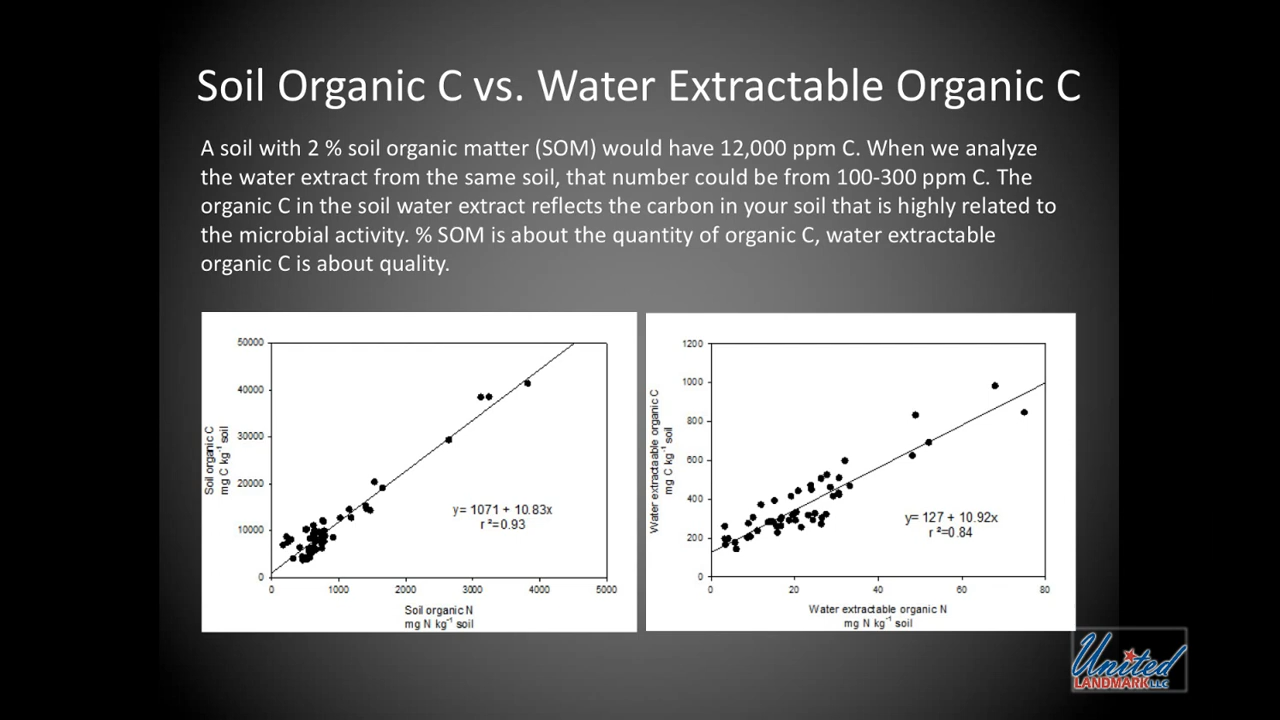 Soil Organic C vs. Water Extractable Organic C
A soil with 2 % soil organic matter (SOM) would have 12,000 ppm C. When we analyze
the water extract from the same soil, that number could be from 100-300 ppm C. The
organic C in the soil water extract reflects the carbon in your soil that is highly related to
the microbial activity. % SOM is about the quantity of organic C, water extractable
organic C is about quality.
50000
40000
30000
20000
10000
0
Soil organic C
mg C kg⁻¹ soil
y= 1071 + 10.83x
r ²=0.93
0 1000 2000 3000 4000 5000
Soil organic N
mg N kg⁻¹ soil
1200
1000
800
600
400
200
0
Water extractaable organic C
mg C kg⁻¹ soil
y= 127 + 10.92x
r ²=0.84
0 20 40 60 80
Water extractable organic N
mg N kg⁻¹ soil
United
LANDMARK LLC